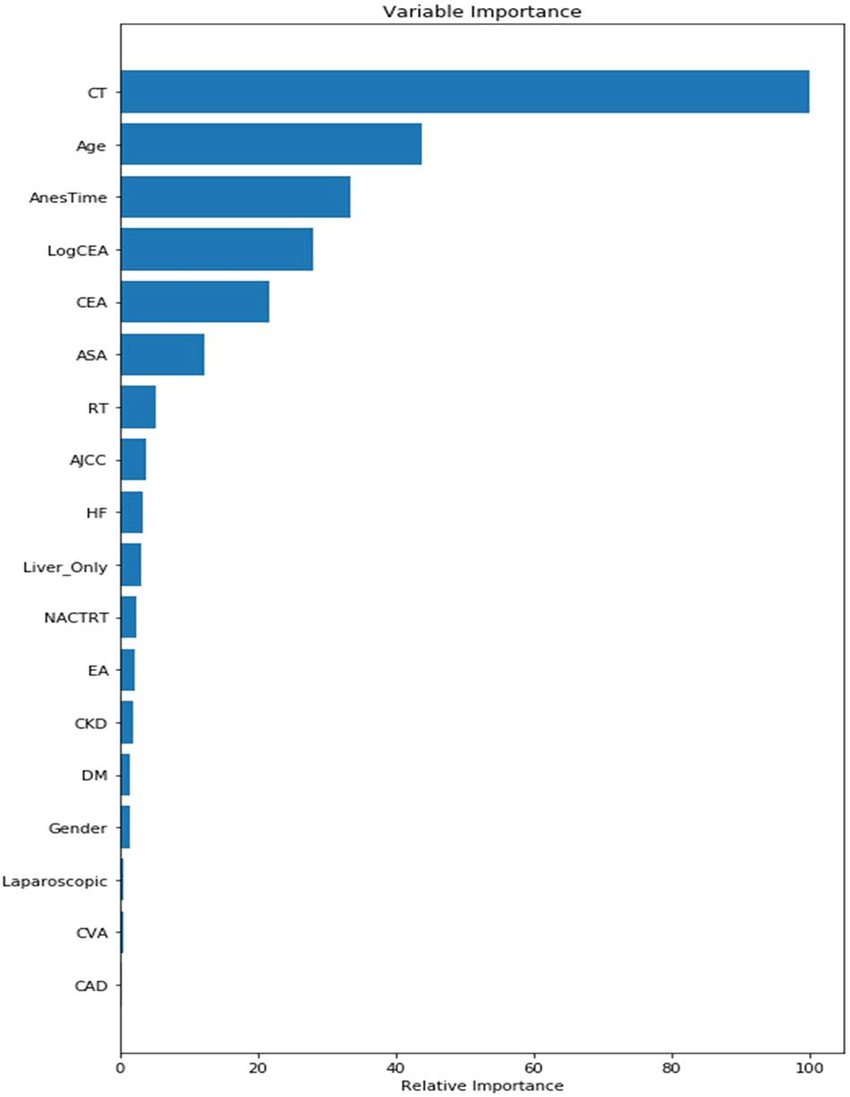 Variable Importance
CT
Age
AnesTime
LogCEA
CEA
ASA
RT
AJCC
HF
Liver_Only
NACTRT
EA
CKD
DM
Gender
Laparoscopic
CVA
CAD
0 20 40 60 80 100
Relative Importance